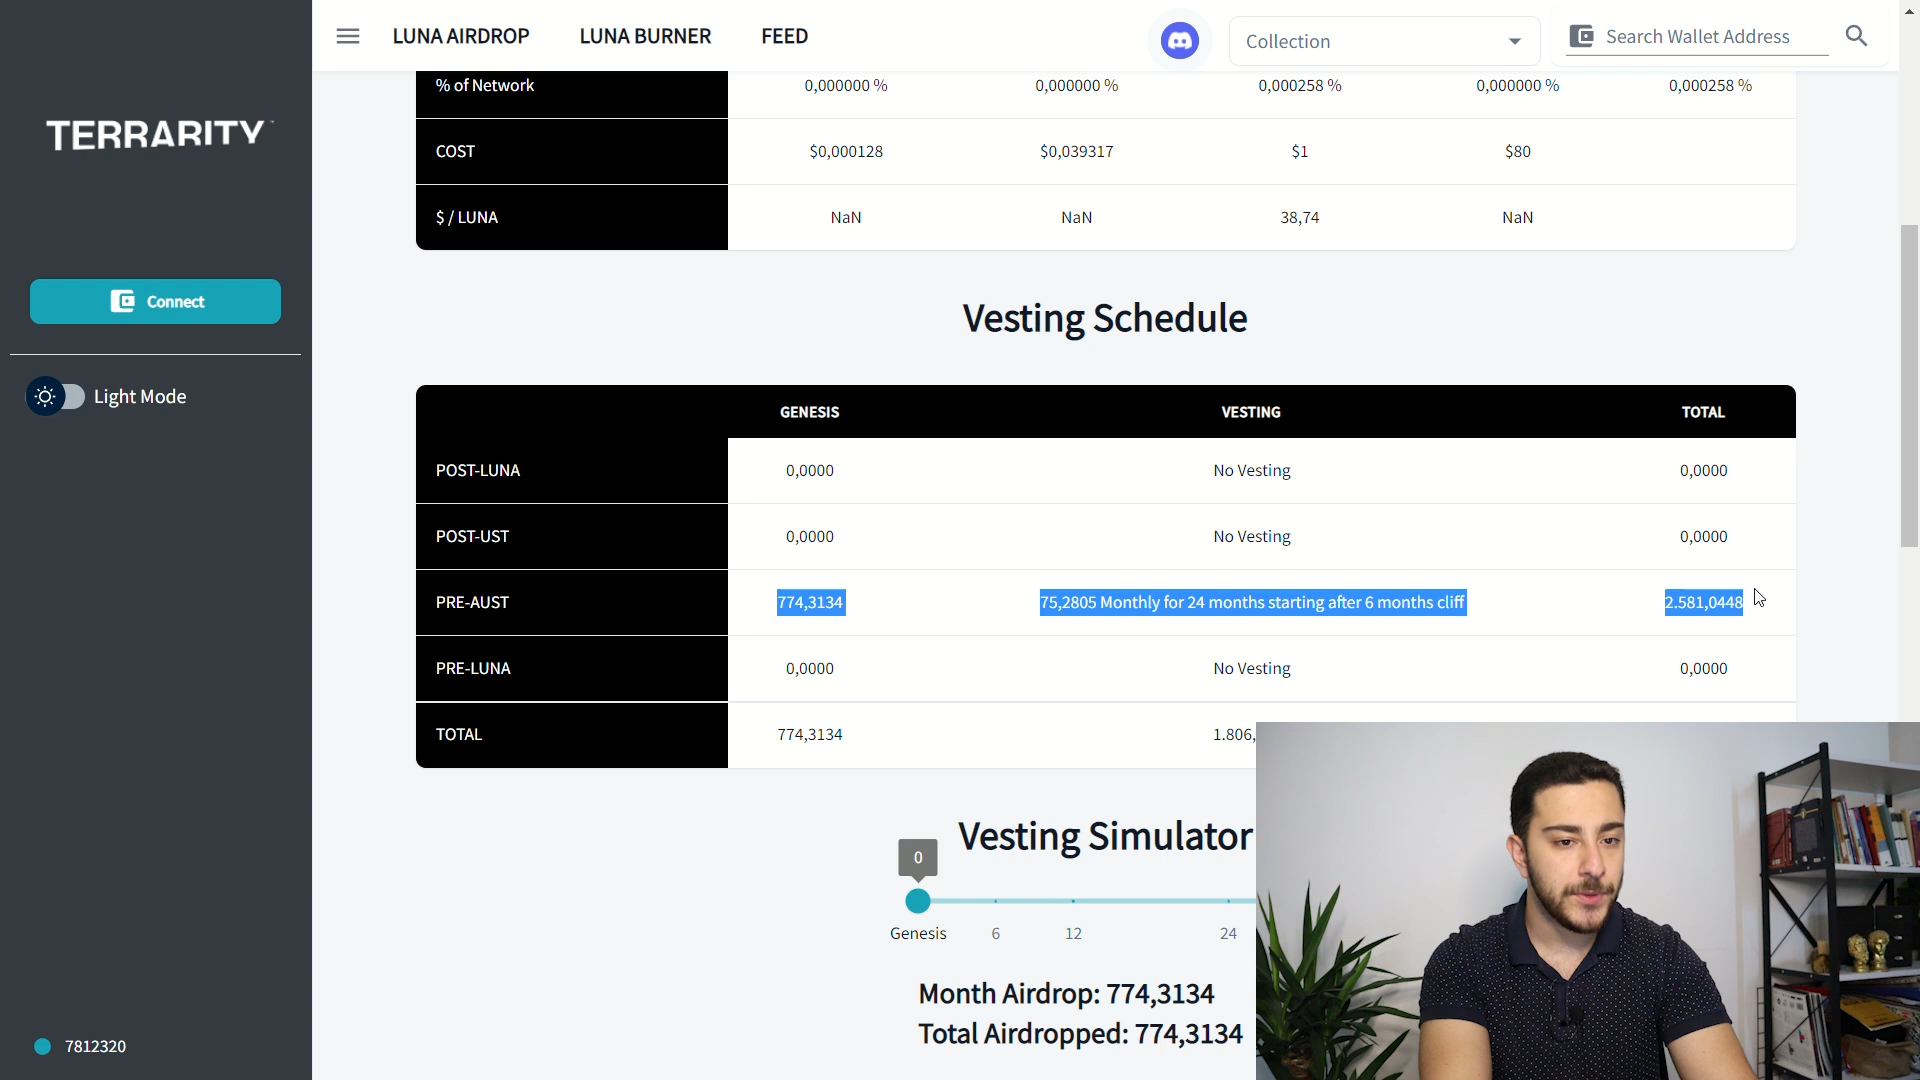 LUNA AIRDROP LUNA BURNER FEED Collection Search Wallet Address
TERRARITY
Connect
Light Mode
7812320
% of Network 0,000000 % 0,000000 % 0,000258 % 0,000000 % 0,000258 %
COST $0,000128 $0,039317 $1 $80
$ / LUNA NaN NaN 38,74 NaN
Vesting Schedule
GENESIS VESTING TOTAL
POST-LUNA 0,0000 No Vesting 0,0000
POST-UST 0,0000 No Vesting 0,0000
PRE-AUST 774,3134 75,2805 Monthly for 24 months starting after 6 months cliff 2.581,0448
PRE-LUNA 0,0000 No Vesting 0,0000
TOTAL 774,3134 1.806,
Vesting Simulator
0
Genesis 6 12 24
Month Airdrop: 774,3134
Total Airdropped: 774,3134